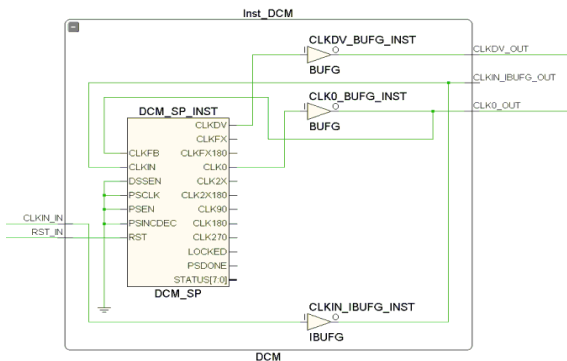 Inst_DCM
CLKDV_BUFG_INST
I O
BUFG
CLKDV_OUT
CLKIN_IBUFG_OUT
CLK0_BUFG_INST
I O
BUFG
CLK0_OUT
DCM_SP_INST
CLKDV
CLKFX
CLKFB CLKFX180
CLKIN CLK0
DSSEN CLK2X
PSCLK CLK2X180
PSEN CLK90
PSINCDEC CLK180
RST CLK270
LOCKED
PSDONE
STATUS[7:0]
DCM_SP
CLKIN_IN
RST_IN
CLKIN_IBUFG_INST
I O
IBUFG
DCM